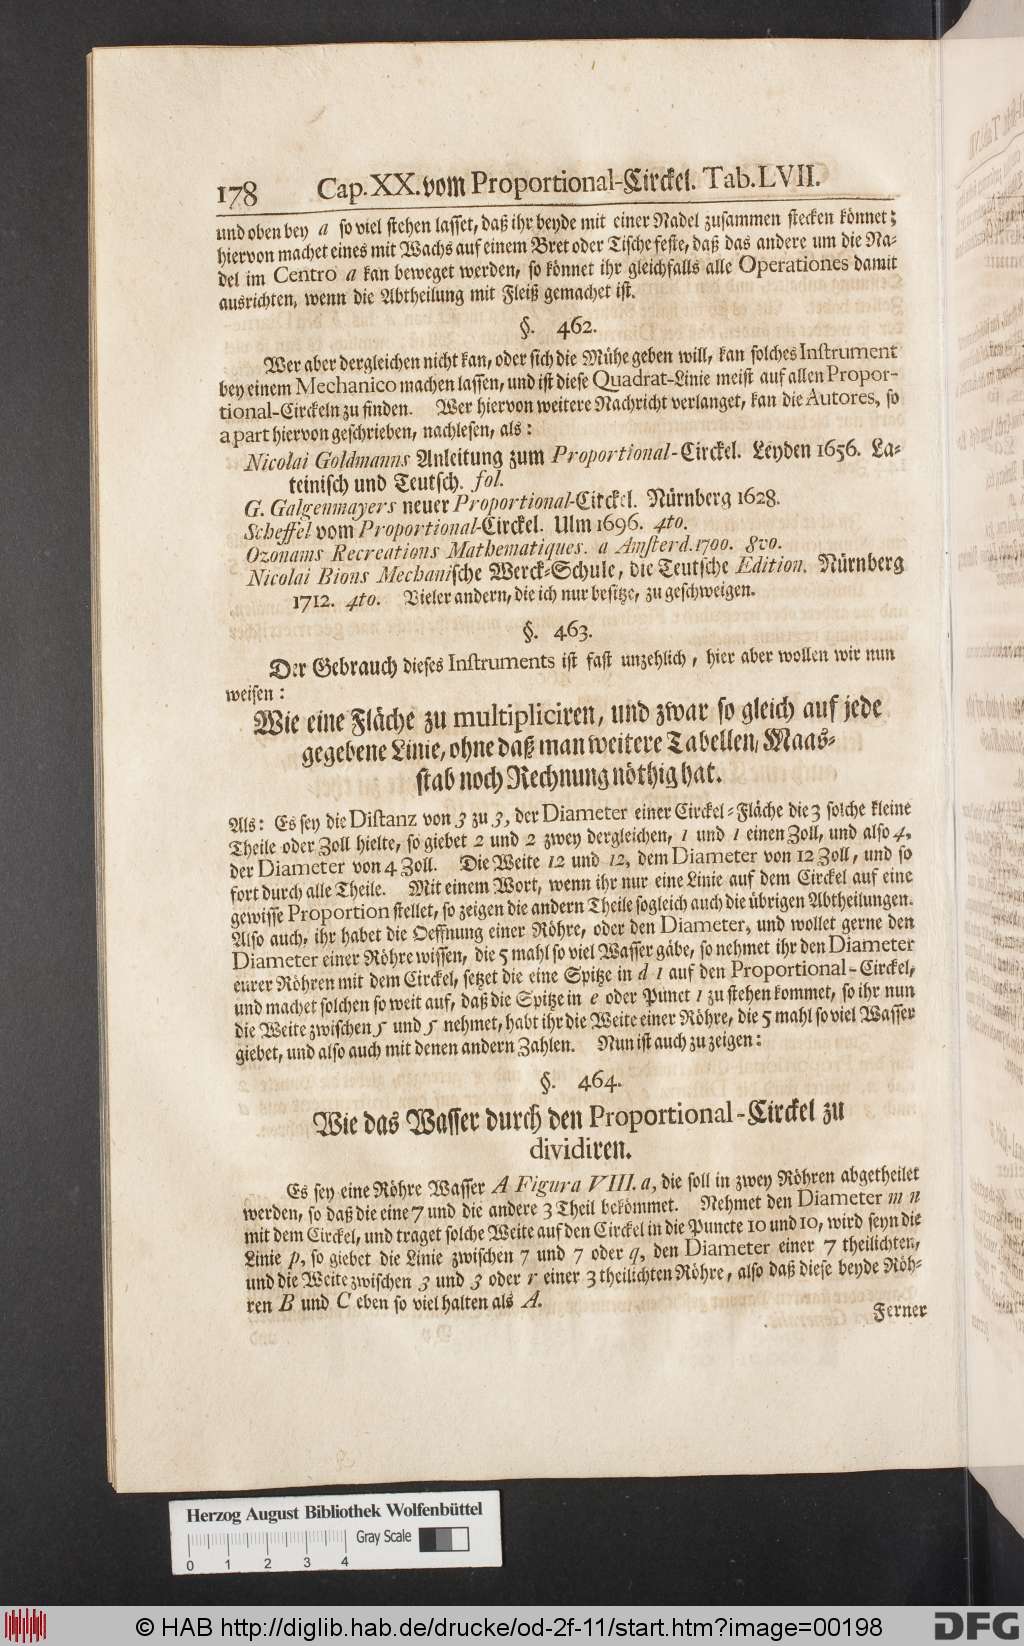 178 Cap. XX. vom Proportional-Circkel. Tab. LVII.
und oben bey a so viel stehen lasset, daß ihr beyde mit einer Nadel zusammen stecken könnet;
hiervon machet eines mit Wachs auf einem Bret oder Tische feste, daß das andere um die Na-
del im Centro a kan beweget werden, so könnet ihr gleichfalls alle Operationes damit
ausrichten, wenn die Abtheilung mit Fleiß gemachet ist.
§. 462.
Wer aber dergleichen nicht kan, oder sich die Mühe geben will, kan solches Instrument
bey einem Mechanico machen lassen, und ist diese Quadrat-Linie meist auf allen Propor-
tional-Circkeln zu finden. Wer hiervon weitere Nachricht verlanget, kan die Autores, so
a part hiervon geschrieben, nachlesen, als:
Nicolai Goldmanns Anleitung zum Proportional-Circkel. Leyden 1656. La-
teinisch und Teutsch. fol.
G. Galgenmayers neuer Proportional-Circkel. Nürnberg 1628.
Scheffel vom Proportional-Circkel. Ulm 1696. 4to.
Ozonams Recreations Mathematiques. a Amsterd. 1700. 8vo.
Nicolai Bions Mechanische Werck-Schule, die Teutsche Edition. Nürnberg
1712. 4to. Vieler andern, die ich nur besitze, zu geschweigen.
§. 463.
Der Gebrauch dieses Instruments ist fast unzehlich, hier aber wollen wir nun
weisen:
Wie eine Fläche zu multipliciren, und zwar so gleich auf jede
gegebene Linie, ohne daß man weitere Tabellen, Maas-
stab noch Rechnung nöthig hat.
Als: Es sey die Distanz von 3 zu 3, der Diameter einer Circkel-Fläche die 3 solche kleine
Theile oder Zoll hielte, so giebet 2 und 2 zwey dergleichen, 1 und 1 einen Zoll, und also 4,
der Diameter von 4 Zoll. Die Weite 12 und 12, dem Diameter von 12 Zoll, und so
fort durch alle Theile. Mit einem Wort, wenn ihr nur eine Linie auf dem Circkel auf eine
gewisse Proportion stellet, so zeigen die andern Theile sogleich auch die übrigen Abtheilungen.
Also auch, ihr habet die Oeffnung einer Röhre, oder den Diameter, und wollet gerne den
Diameter einer Röhre wissen, die 5 mahl so viel Wasser gäbe, so nehmet ihr den Diameter
eurer Röhren mit dem Circkel, setzet die eine Spitze in d 1 auf den Proportional-Circkel,
und machet solchen so weit auf, daß die Spitze in e oder Punct 1 zu stehen kommet, so ihr nun
die Weite zwischen 5 und 5 nehmet, habt ihr die Weite einer Röhre, die 5 mahl so viel Wasser
giebet, und also auch mit denen andern Zahlen. Nun ist auch zu zeigen:
§. 464.
Wie das Wasser durch den Proportional-Circkel zu
dividiren.
Es sey eine Röhre Wasser A Figura VIII. a, die soll in zwey Röhren abgetheilet
werden, so daß die eine 7 und die andere 3 Theil bekömmet. Nehmet den Diameter m n
mit dem Circkel, und traget solche Weite auf den Circkel in die Puncte 10 und 10, wird seyn die
Linie p, so giebet die Linie zwischen 7 und 7 oder q, den Diameter einer 7 theilichten,
und die Weite zwischen 3 und 3 oder r einer 3 theilichten Röhre, also daß diese beyde Röh-
ren B und C eben so viel halten als A.
Ferner
Herzog August Bibliothek Wolfenbüttel
Gray Scale
0 1 2 3 4
© HAB http://diglib.hab.de/drucke/od-2f-11/start.htm?image=00198
DFG